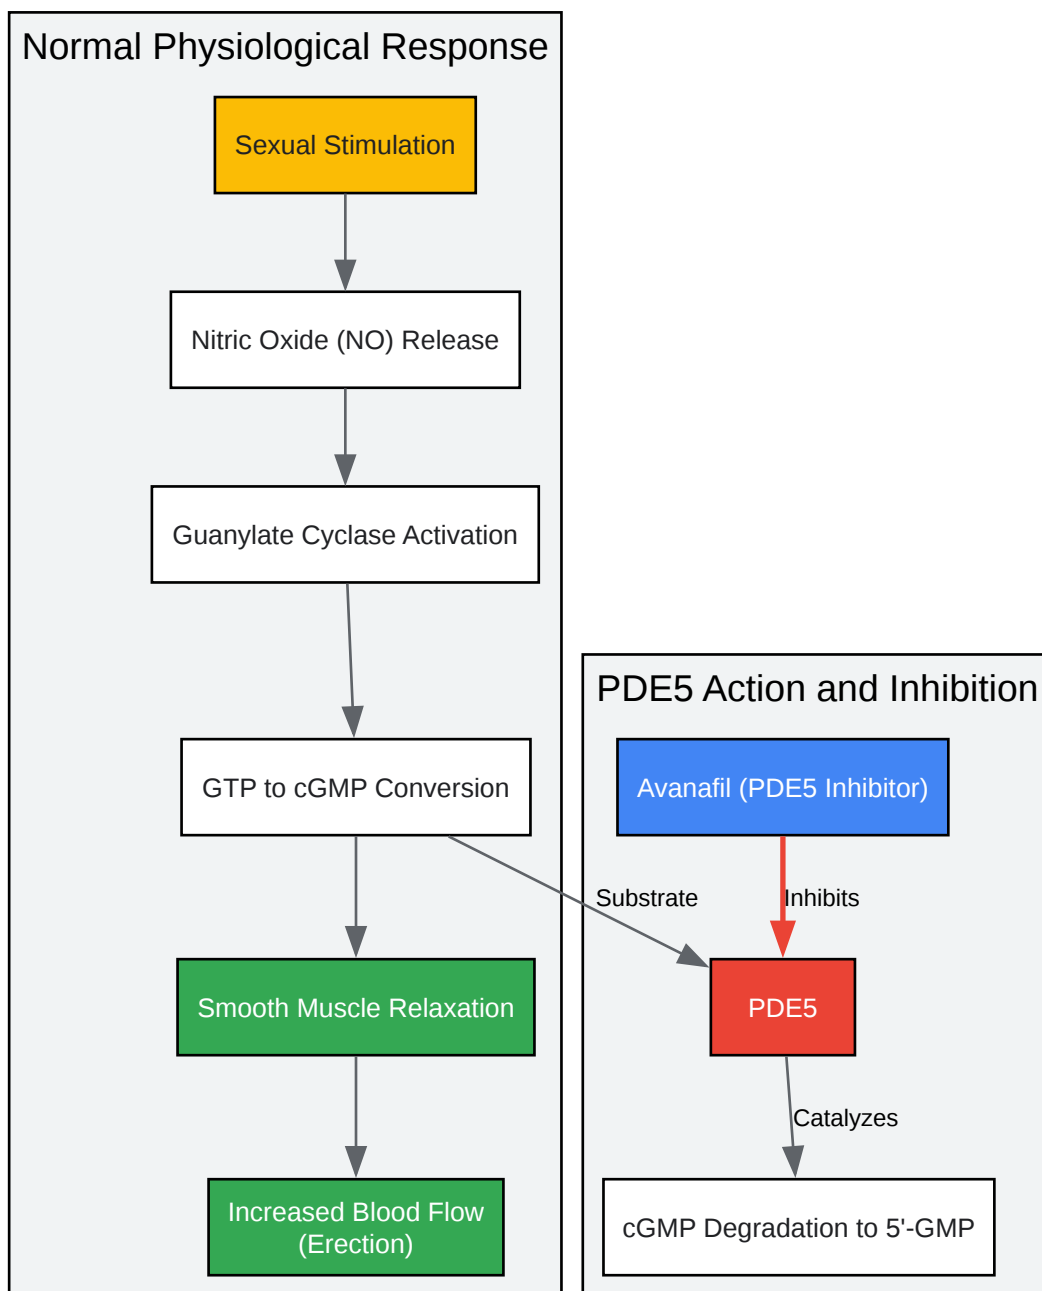 Normal Physiological Response
Sexual Stimulation
Nitric Oxide (NO) Release
Guanylate Cyclase Activation
GTP to cGMP Conversion
Smooth Muscle Relaxation
Increased Blood Flow
(Erection)
PDE5 Action and Inhibition
Avanafil (PDE5 Inhibitor)
Substrate
Inhibits
PDE5
Catalyzes
cGMP Degradation to 5'-GMP